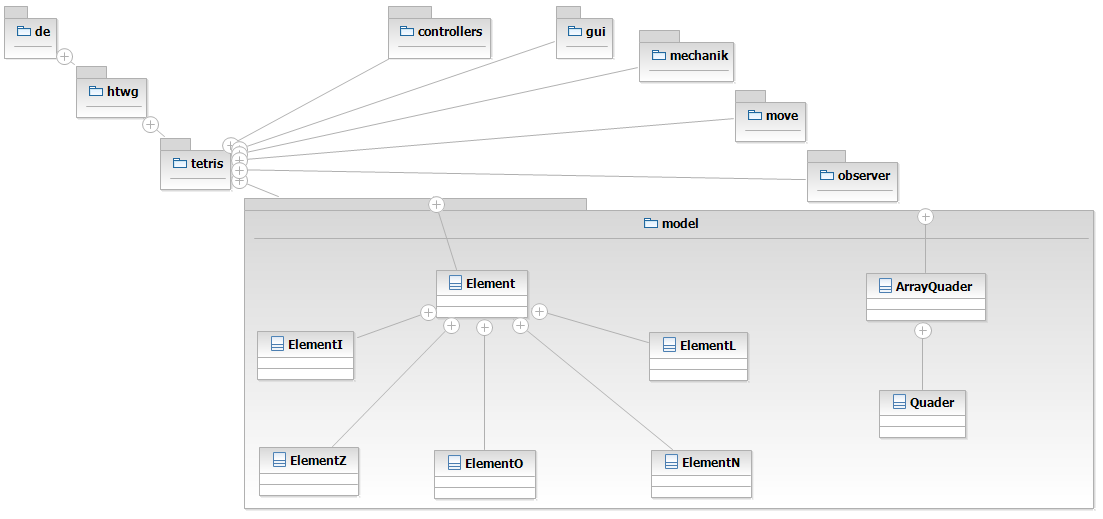 de
controllers
gui
mechanik
htwg
move
tetris
observer
model
Element
ArrayQuader
ElementI
ElementL
Quader
ElementZ
ElementO
ElementN